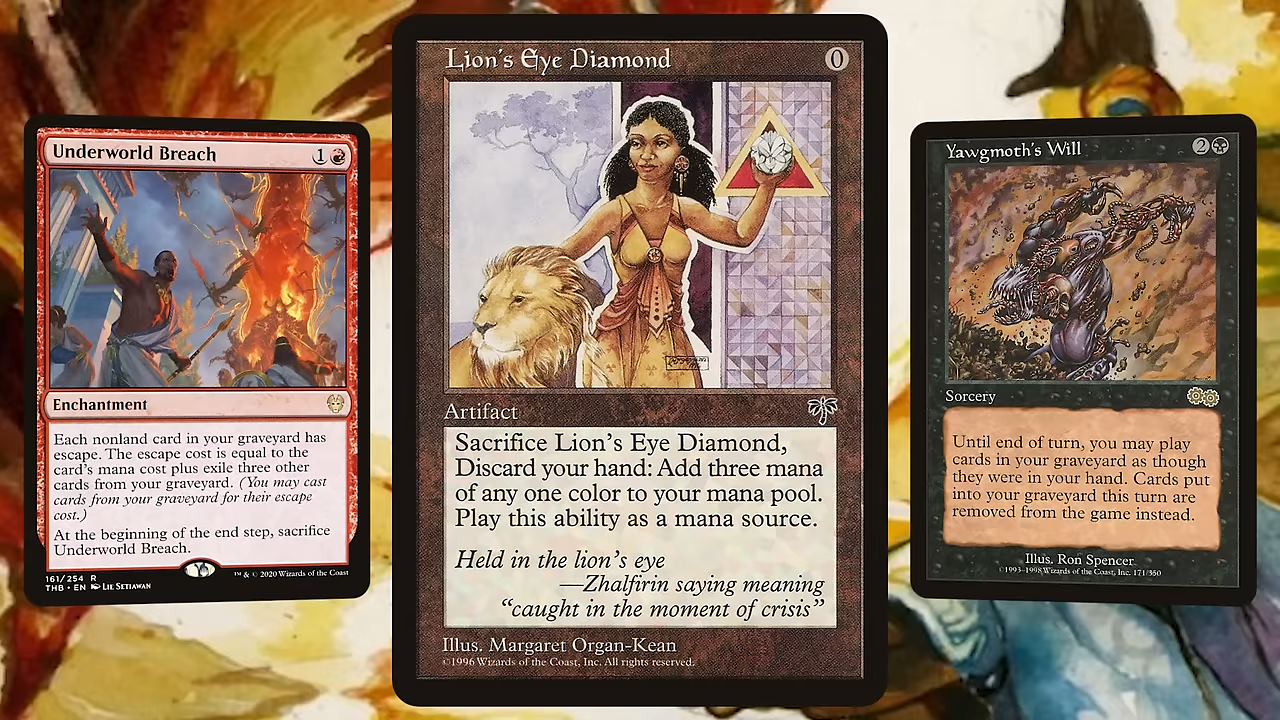 Underworld Breach 1
Enchantment
Each nonland card in your graveyard has
escape. The escape cost is equal to the
card's mana cost plus exile three other
cards from your graveyard. (You may cast
cards from your graveyard for their escape
cost.)
At the beginning of the end step, sacrifice
Underworld Breach.
161/254 R
THB • EN Lie Setiawan
™ & © 2020 Wizards of the Coast
Lion's Eye Diamond 0
Artifact
Sacrifice Lion's Eye Diamond,
Discard your hand: Add three mana
of any one color to your mana pool.
Play this ability as a mana source.
Held in the lion's eye
—Zhalfirin saying meaning
"caught in the moment of crisis"
Illus. Margaret Organ-Kean
©1996 Wizards of the Coast, Inc. All rights reserved.
Yawgmoth's Will 2
Sorcery
Until end of turn, you may play
cards in your graveyard as though
they were in your hand. Cards put
into your graveyard this turn are
removed from the game instead.
Illus. Ron Spencer
©1993-1998 Wizards of the Coast, Inc. 171/350